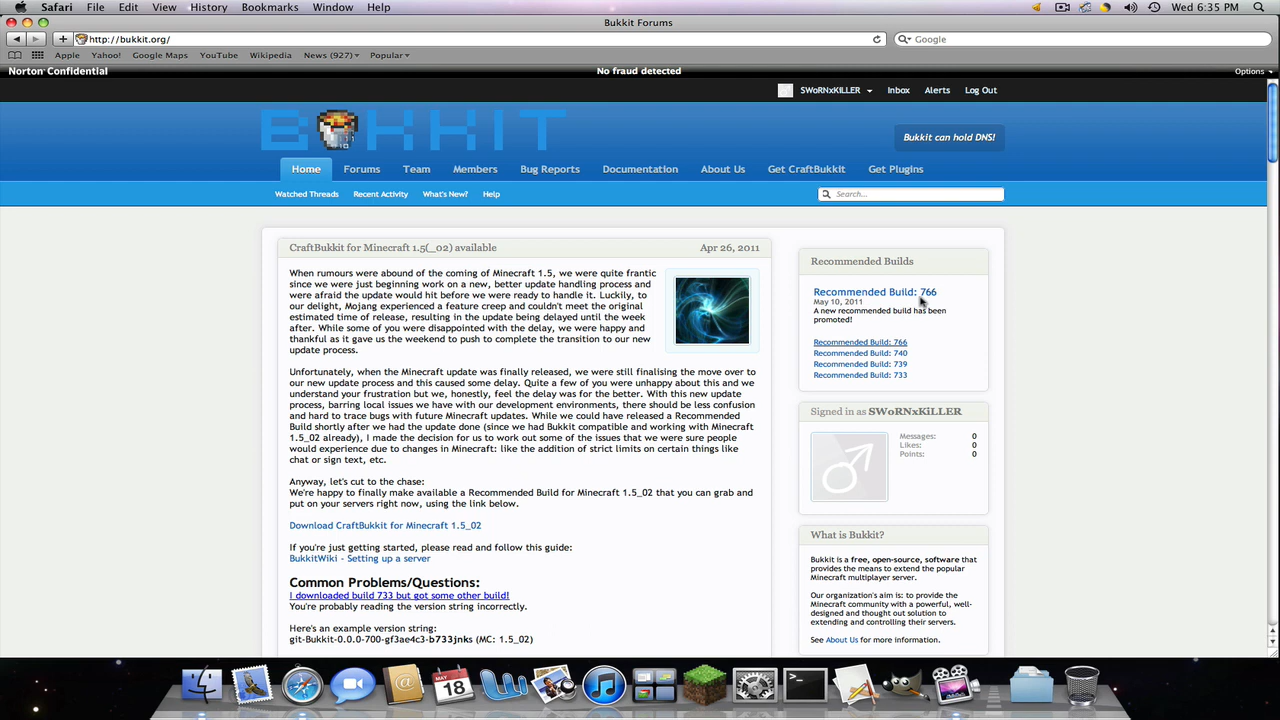 Safari File Edit View History Bookmarks Window Help
Wed 6:35 PM
Bukkit Forums
http://bukkit.org/
Google
Apple Yahoo! Google Maps YouTube Wikipedia News (927) Popular
Norton Confidential
No fraud detected
Options
SWoRNxKiLLER Inbox Alerts Log Out
BUKKIT
Bukkit can hold DNS!
Home Forums Team Members Bug Reports Documentation About Us Get CraftBukkit Get Plugins
Watched Threads Recent Activity What's New? Help
Search...
CraftBukkit for Minecraft 1.5(_02) available
Apr 26, 2011
When rumours were abound of the coming of Minecraft 1.5, we were quite frantic
since we were just beginning work on a new, better update handling process and
were afraid the update would hit before we were ready to handle it. Luckily, to
our delight, Mojang experienced a feature creep and couldn't meet the original
estimated time of release, resulting in the update being delayed until the week
after. While some of you were disappointed with the delay, we were happy and
thankful as it gave us the weekend to push to complete the transition to our new
update process.
Unfortunately, when the Minecraft update was finally released, we were still finalising the move over to
our new update process and this caused some delay. Quite a few of you were unhappy about this and we
understand your frustration but we, honestly, feel the delay was for the better. With this new update
process, barring local issues we have with our development environments, there should be less confusion
and hard to trace bugs with future Minecraft updates. While we could have released a Recommended
Build shortly after we had the update done (since we had Bukkit compatible and working with Minecraft
1.5_02 already), I made the decision for us to work out some of the issues that we were sure people
would experience due to changes in Minecraft: like the addition of strict limits on certain things like
chat or sign text, etc.
Anyway, let's cut to the chase:
We're happy to finally make available a Recommended Build for Minecraft 1.5_02 that you can grab and
put on your servers right now, using the link below.
Download CraftBukkit for Minecraft 1.5_02
If you're just getting started, please read and follow this guide:
BukkitWiki - Setting up a server
Common Problems/Questions:
I downloaded build 733 but got some other build!
You're probably reading the version string incorrectly.
Here's an example version string:
git-Bukkit-0.0.0-700-gf3ae4c3-b733jnks (MC: 1.5_02)
Recommended Builds
Recommended Build: 766
May 10, 2011
A new recommended build has been
promoted!
Recommended Build: 766
Recommended Build: 740
Recommended Build: 739
Recommended Build: 733
Signed in as SWoRNxKiLLER
Messages: 0
Likes: 0
Points: 0
What is Bukkit?
Bukkit is a free, open-source, software that
provides the means to extend the popular
Minecraft multiplayer server.
Our organization's aim is: to provide the
Minecraft community with a powerful, well-
designed and thought out solution to
extending and controlling their servers.
See About Us for more information.
MAY
18